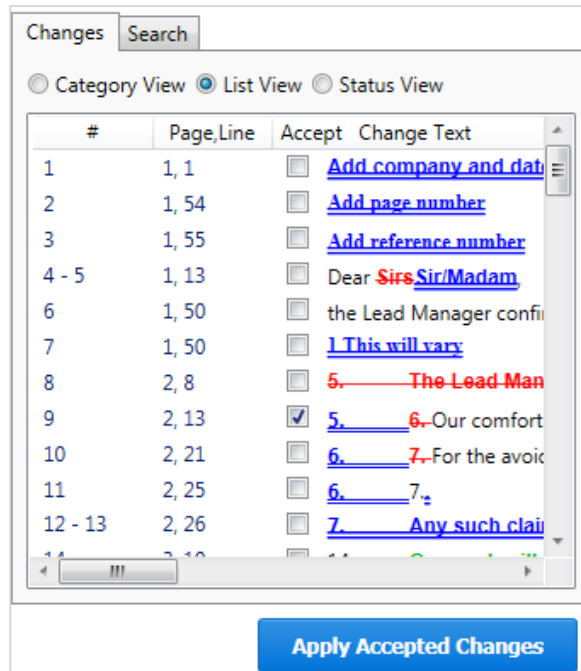 Changes Search
Category View List View Status View
# Page,Line Accept Change Text
1 1, 1 Add company and date
2 1, 54 Add page number
3 1, 55 Add reference number
4 - 5 1, 13 Dear Sirs Sir/Madam,
6 1, 50 the Lead Manager confi
7 1, 50 1 This will vary
8 2, 8 5. The Lead Man
9 2, 13 5. 6. Our comfort
10 2, 21 6. 7. For the avoid
11 2, 25 6. 7..
12 - 13 2, 26 7. Any such clai
Apply Accepted Changes